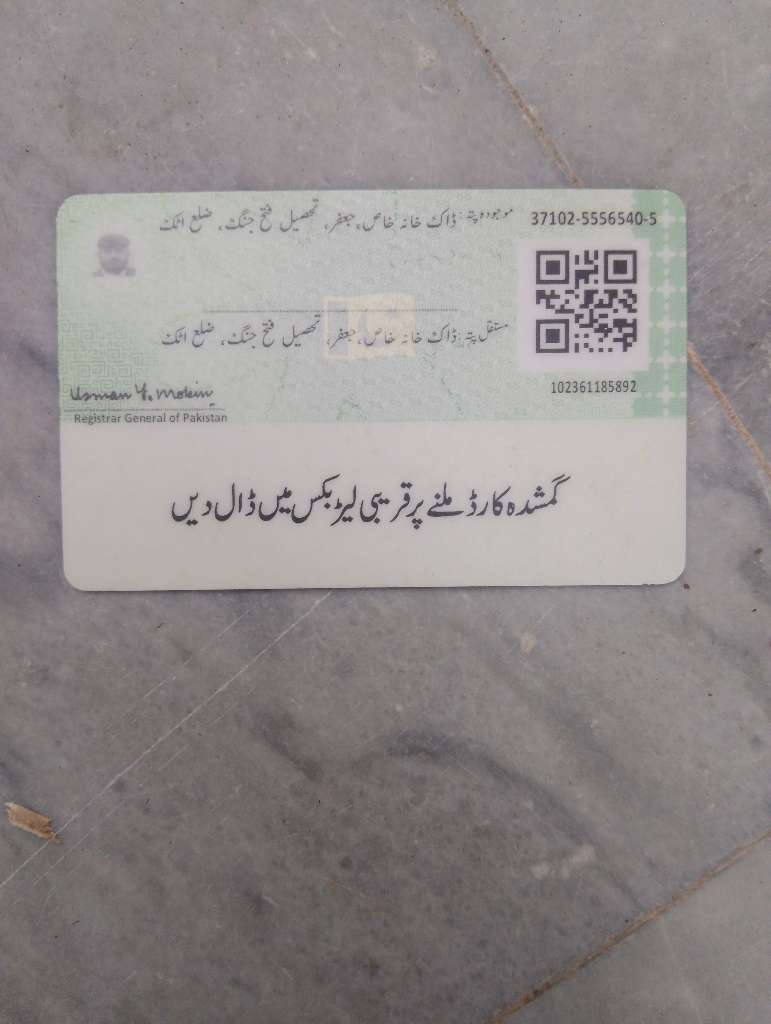 موجودہ پتہ: ڈاک خانہ خاص، جعفر، تحصیل فتح جنگ، ضلع اٹک
37102-5556540-5
مستقل پتہ: ڈاک خانہ خاص، جعفر، تحصیل فتح جنگ، ضلع اٹک
102361185892
Usman Y. Mobin
Registrar General of Pakistan
گمشدہ کارڈ ملنے پر قریبی لیٹر بکس میں ڈال دیں